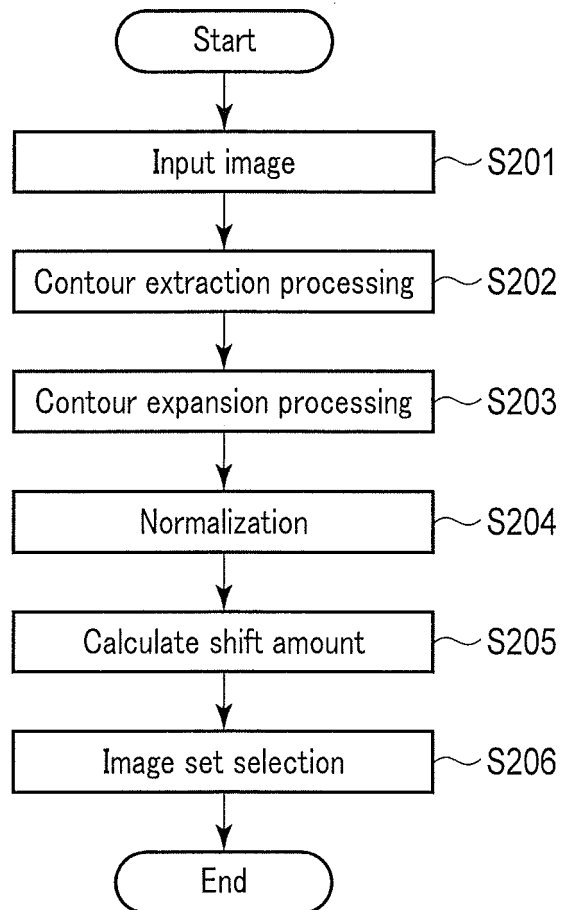 Start
Input image
S201
Contour extraction processing
S202
Contour expansion processing
S203
Normalization
S204
Calculate shift amount
S205
Image set selection
S206
End